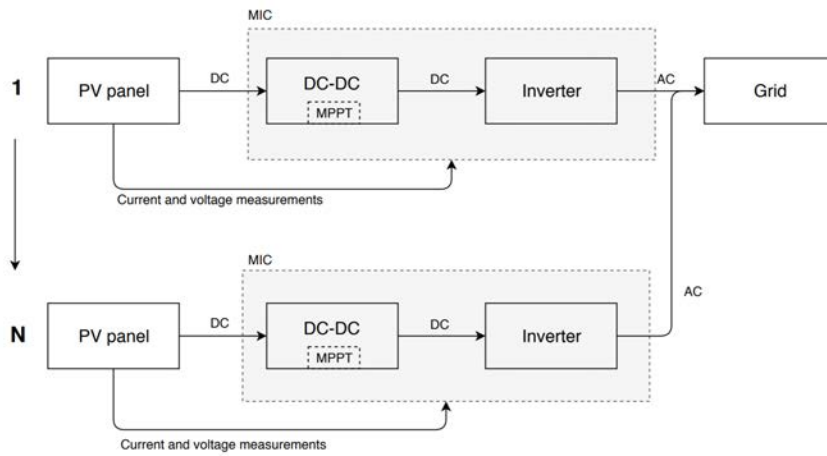 MIC
1
PV panel
DC
DC-DC
MPPT
DC
Inverter
AC
Grid
Current and voltage measurements
MIC
AC
N
PV panel
DC
DC-DC
MPPT
DC
Inverter
Current and voltage measurements